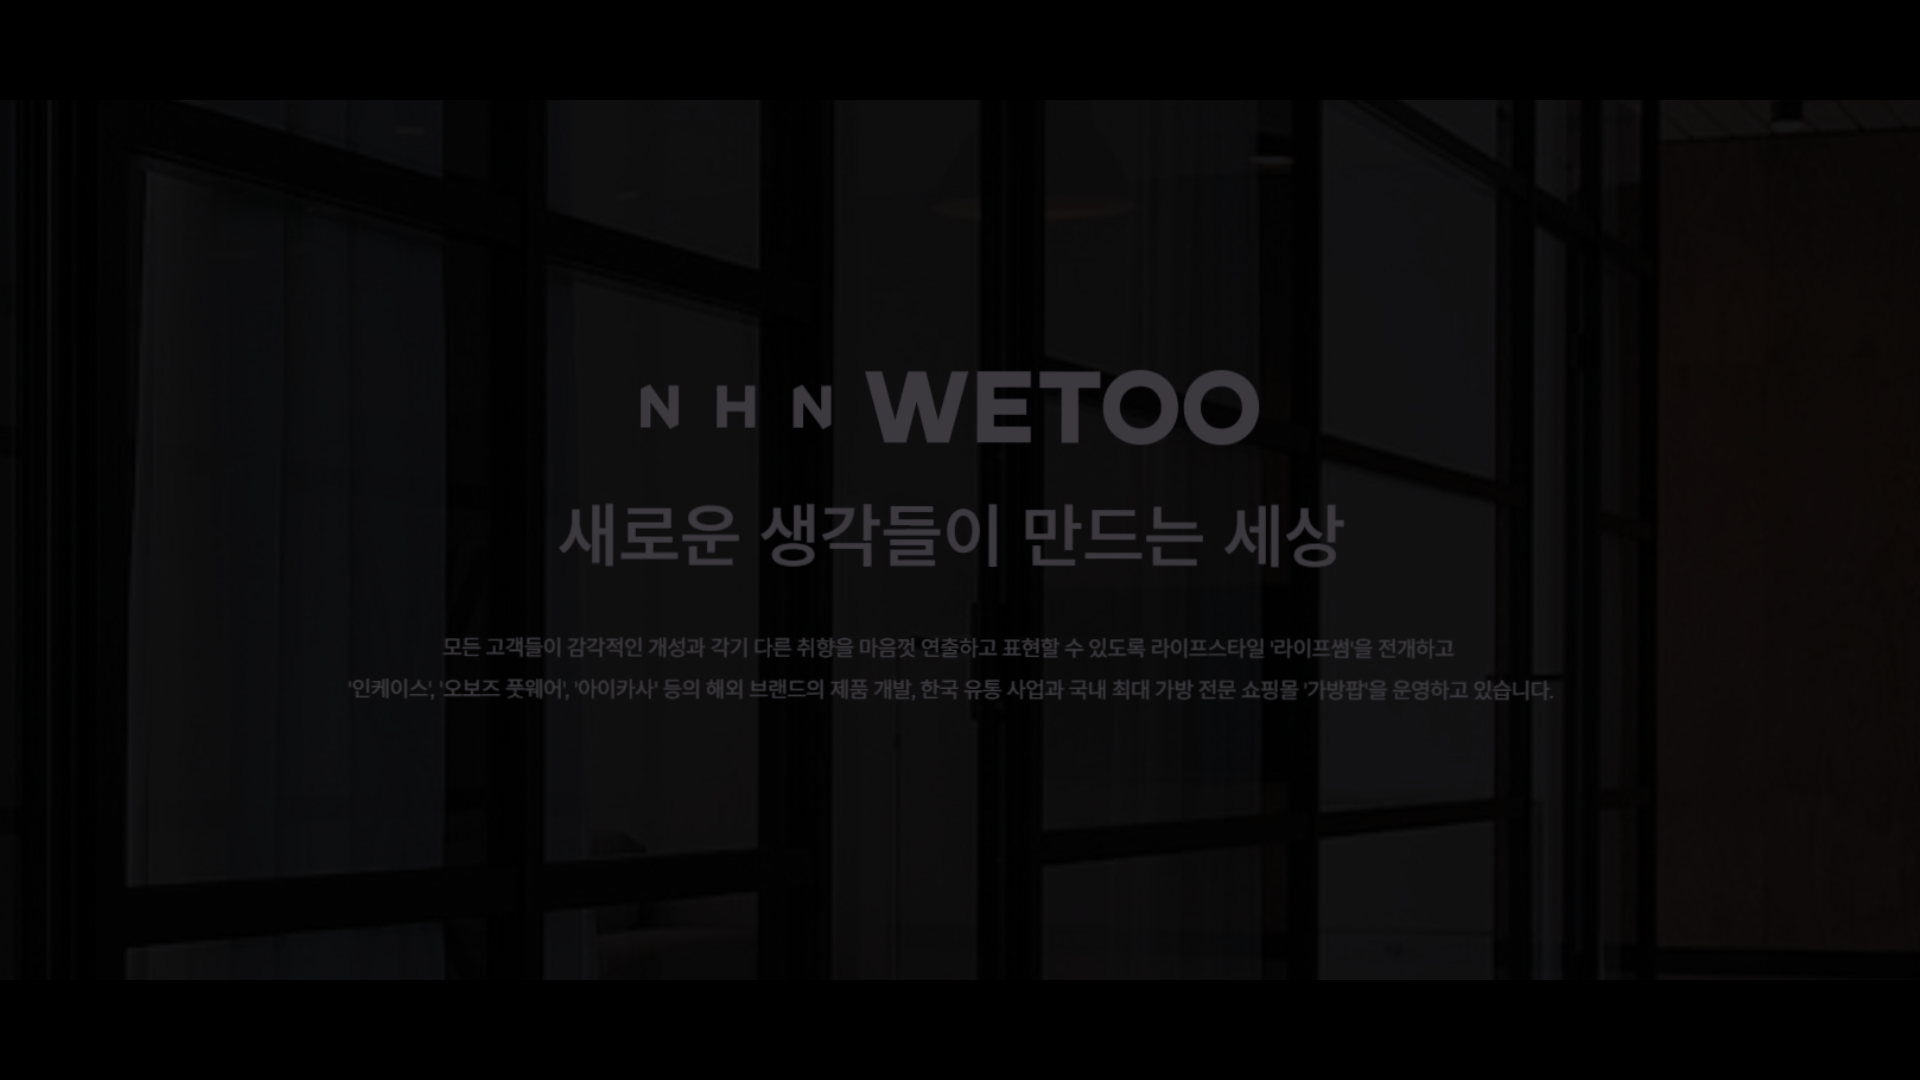 NHN WETOO
새로운 생각들이 만드는 세상
모든 고객들이 감각적인 개성과 각기 다른 취향을 마음껏 연출하고 표현할 수 있도록 라이프스타일 '라이프썸'을 전개하고
'인케이스', '오보즈 풋웨어', '아이카사' 등의 해외 브랜드의 제품 개발, 한국 유통 사업과 국내 최대 가방 전문 쇼핑몰 '가방팝'을 운영하고 있습니다.